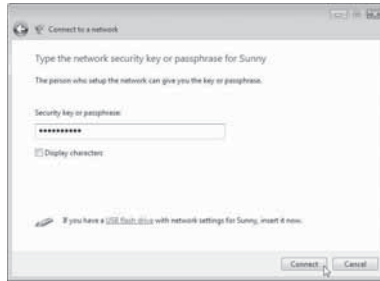 Connect to a network
Type the network security key or passphrase for Sunny
The person who setup the network can give you the key or passphrase.
Security key or passphrase:
••••••••••
Display characters
If you have a USB flash drive with network settings for Sunny, insert it now.
Connect Cancel